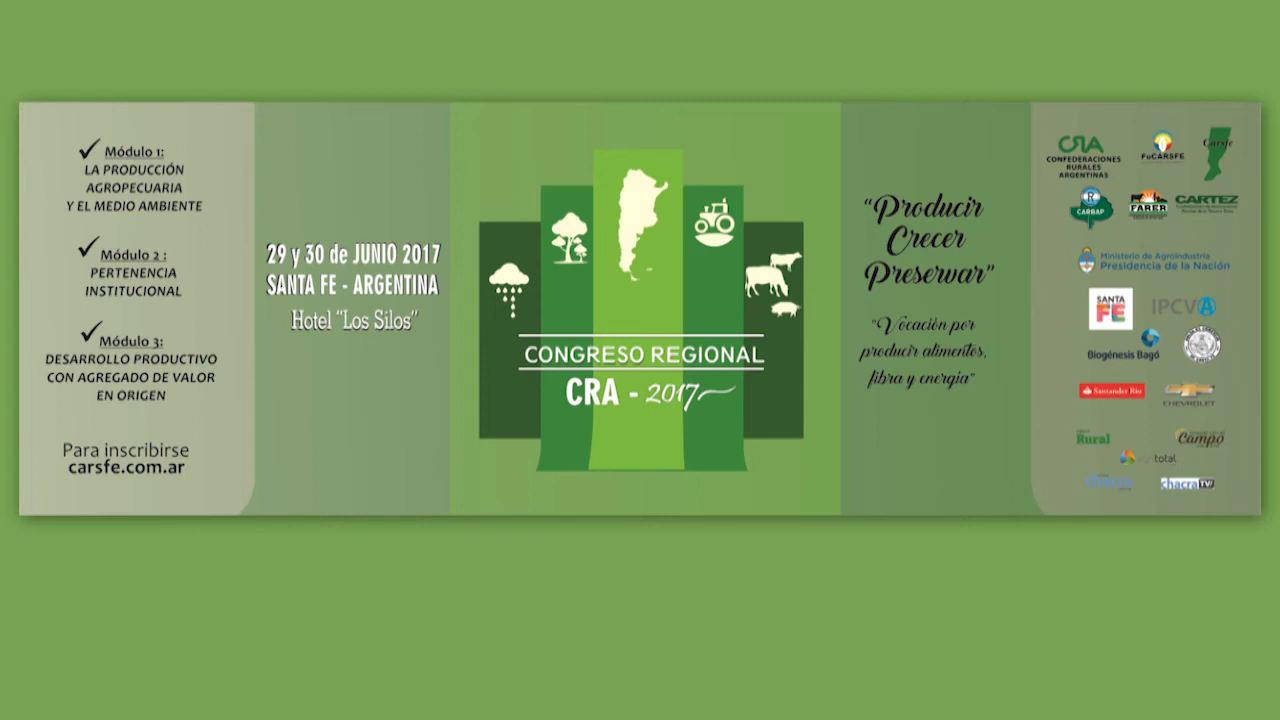 Módulo 1:
LA PRODUCCIÓN
AGROPECUARIA
Y EL MEDIO AMBIENTE
Módulo 2 :
PERTENENCIA
INSTITUCIONAL
Módulo 3:
DESARROLLO PRODUCTIVO
CON AGREGADO DE VALOR
EN ORIGEN
Para inscribirse
carsfe.com.ar
29 y 30 de JUNIO 2017
SANTA FE - ARGENTINA
Hotel "Los Silos"
CONGRESO REGIONAL
CRA - 2017
"Producir
Crecer
Preservar"
"Vocación por
producir alimentos,
fibra y energía"
CRA
CONFEDERACIONES
RURALES
ARGENTINAS
FuCARSFE
Carsfe
CARBAP
FARER
CARTEZ
Ministerio de Agroindustria
Presidencia de la Nación
SANTA
FE
IPCVA
Biogénesis Bagó
Santander Río
CHEVROLET
Rural
Campo
total
chacra TV